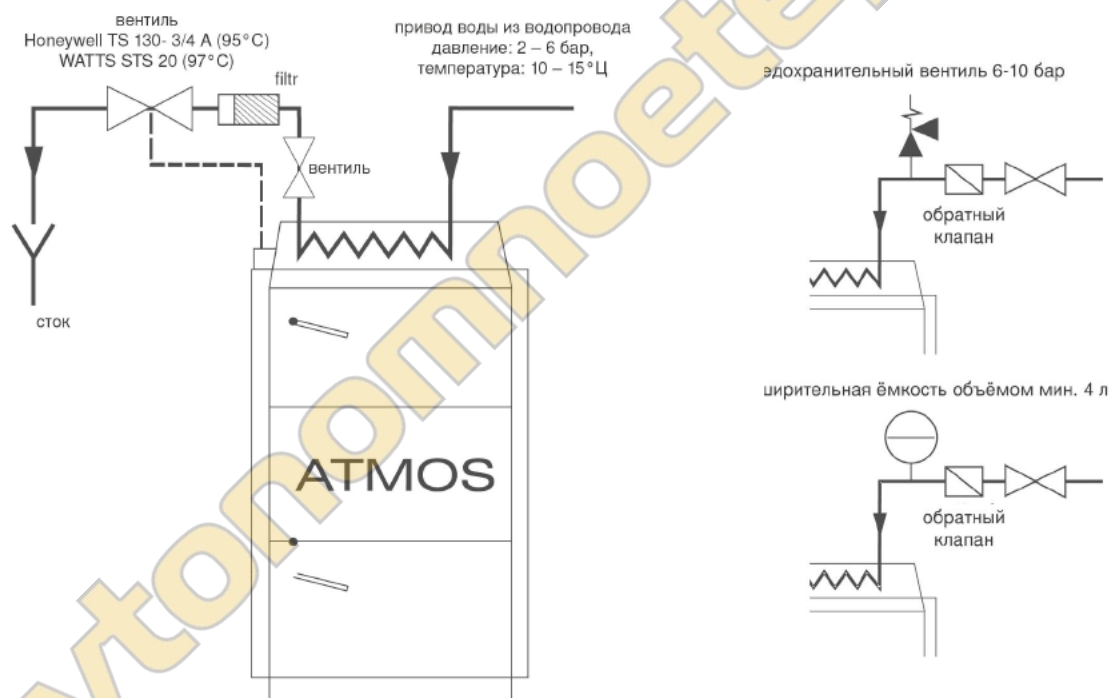 вентиль
Honeywell TS 130- 3/4 A (95°C)
WATTS STS 20 (97°C)
filtr
привод воды из водопровода
давление: 2 – 6 бар,
температура: 10 – 15°Ц
вентиль
сток
ATMOS
едохранительный вентиль 6-10 бар
обратный
клапан
ширительная ёмкость объёмом мин. 4 л
обратный
клапан
vtonomnoete